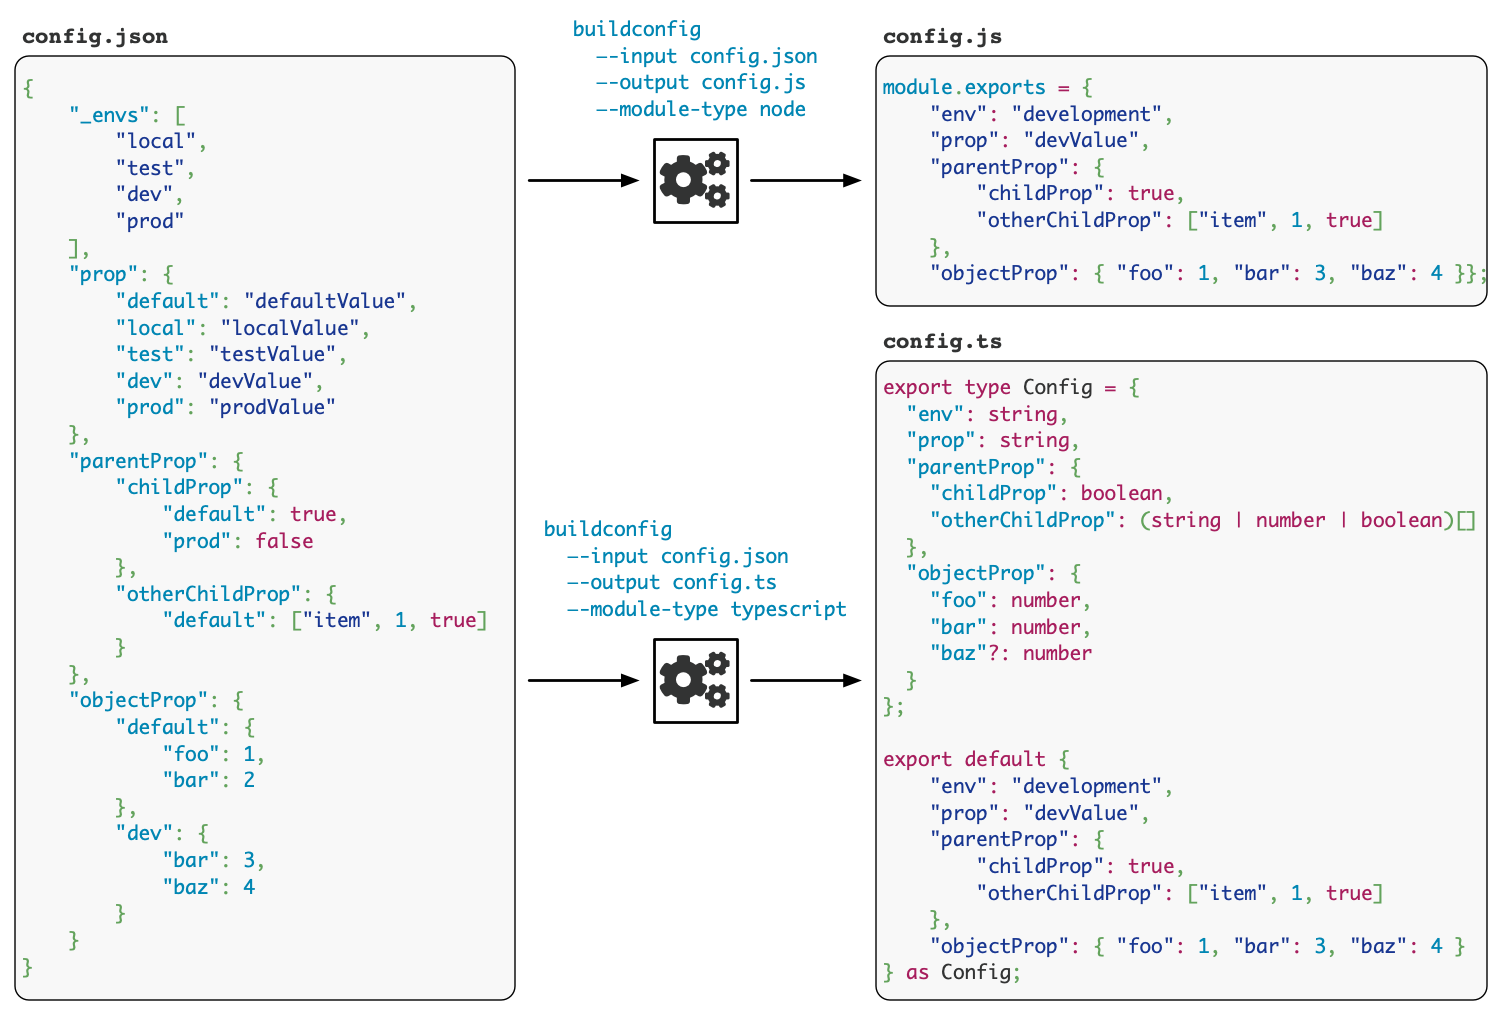 config.json
{
    "_envs": [
        "local",
        "test",
        "dev",
        "prod"
    ],
    "prop": {
        "default": "defaultValue",
        "local": "localValue",
        "test": "testValue",
        "dev": "devValue",
        "prod": "prodValue"
    },
    "parentProp": {
        "childProp": {
            "default": true,
            "prod": false
        },
        "otherChildProp": {
            "default": ["item", 1, true]
        }
    },
    "objectProp": {
        "default": {
            "foo": 1,
            "bar": 2
        },
        "dev": {
            "bar": 3,
            "baz": 4
        }
    }
}
buildconfig
  --input config.json
  --output config.js
  --module-type node
buildconfig
  --input config.json
  --output config.ts
  --module-type typescript
config.js
module.exports = {
    "env": "development",
    "prop": "devValue",
    "parentProp": {
        "childProp": true,
        "otherChildProp": ["item", 1, true]
    },
    "objectProp": { "foo": 1, "bar": 3, "baz": 4 }};
config.ts
export type Config = {
  "env": string,
  "prop": string,
  "parentProp": {
    "childProp": boolean,
    "otherChildProp": (string | number | boolean)[]
  },
  "objectProp": {
    "foo": number,
    "bar": number,
    "baz"?: number
  }
};
export default {
    "env": "development",
    "prop": "devValue",
    "parentProp": {
        "childProp": true,
        "otherChildProp": ["item", 1, true]
    },
    "objectProp": { "foo": 1, "bar": 3, "baz": 4 }
} as Config;